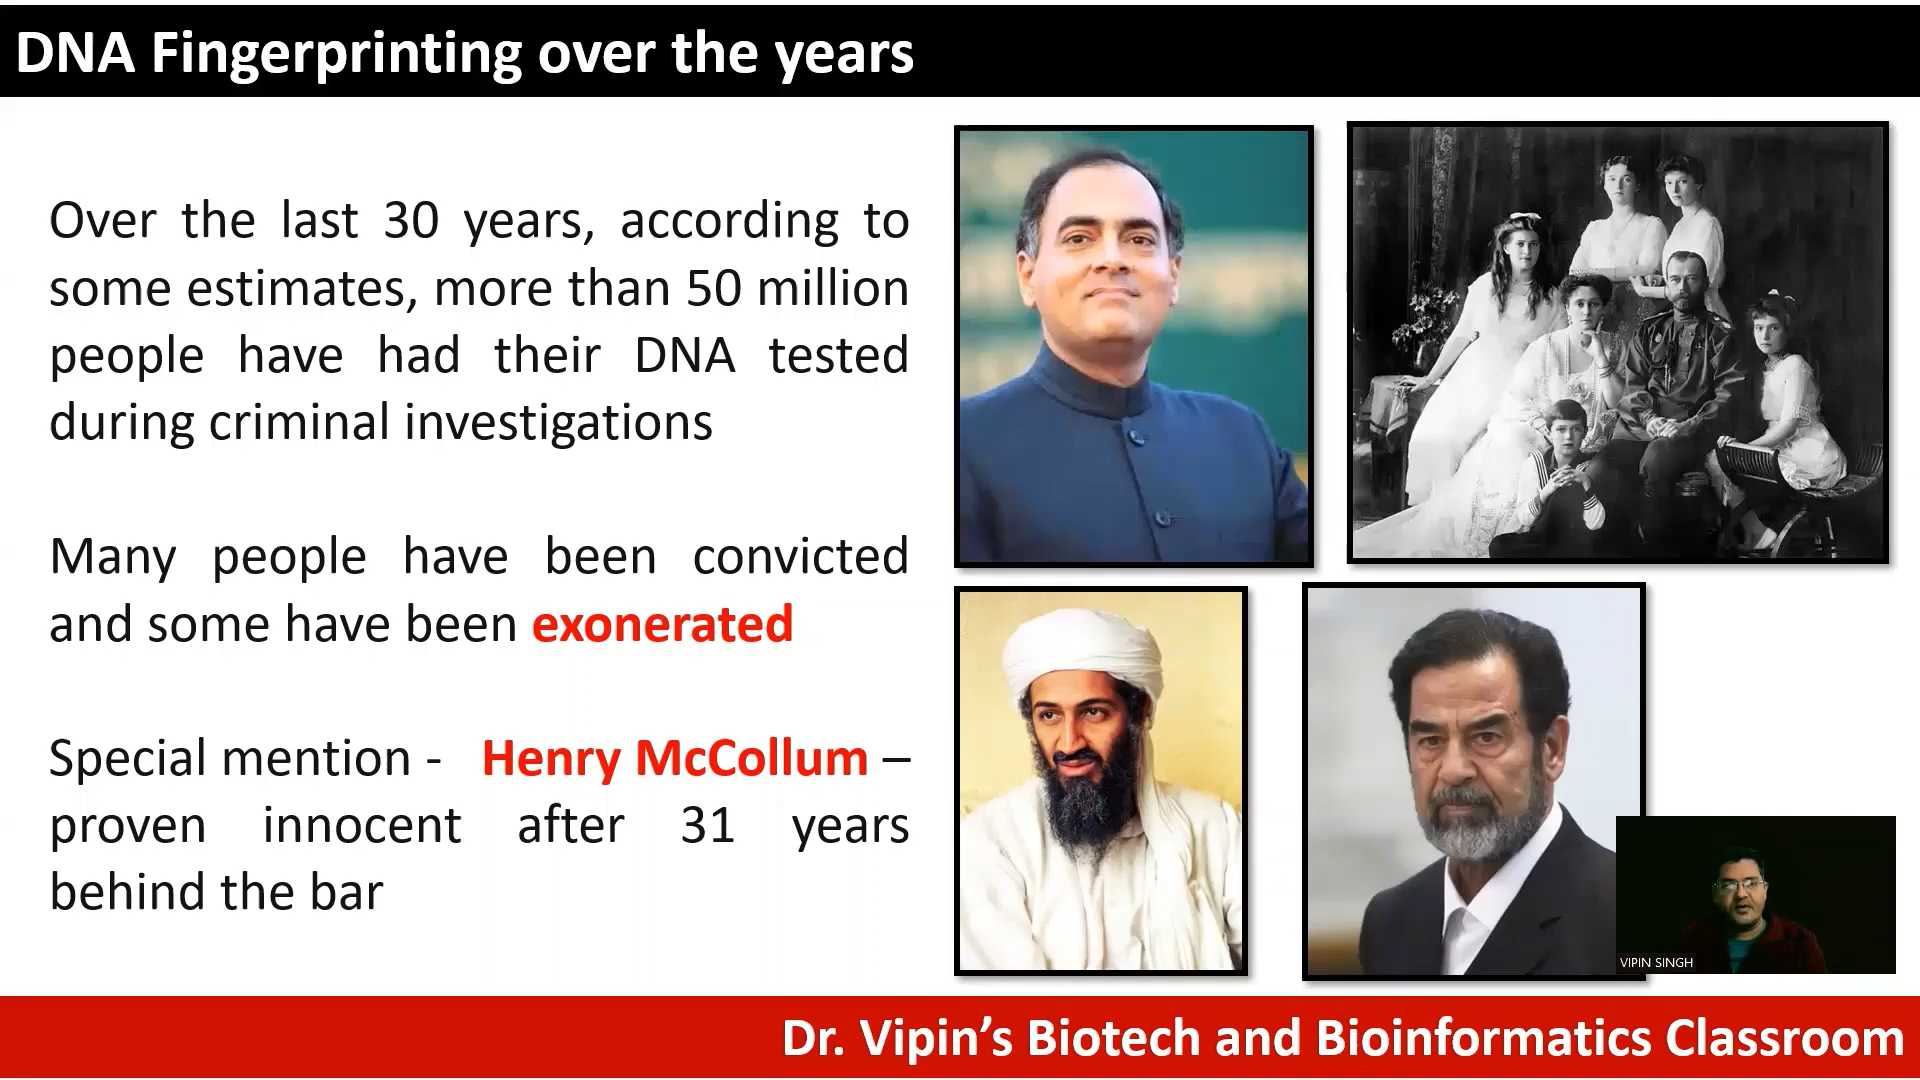 DNA Fingerprinting over the years
Over the last 30 years, according to
some estimates, more than 50 million
people have had their DNA tested
during criminal investigations
Many people have been convicted
and some have been exonerated
Special mention - Henry McCollum –
proven innocent after 31 years
behind the bar
VIPIN SINGH
Dr. Vipin’s Biotech and Bioinformatics Classroom